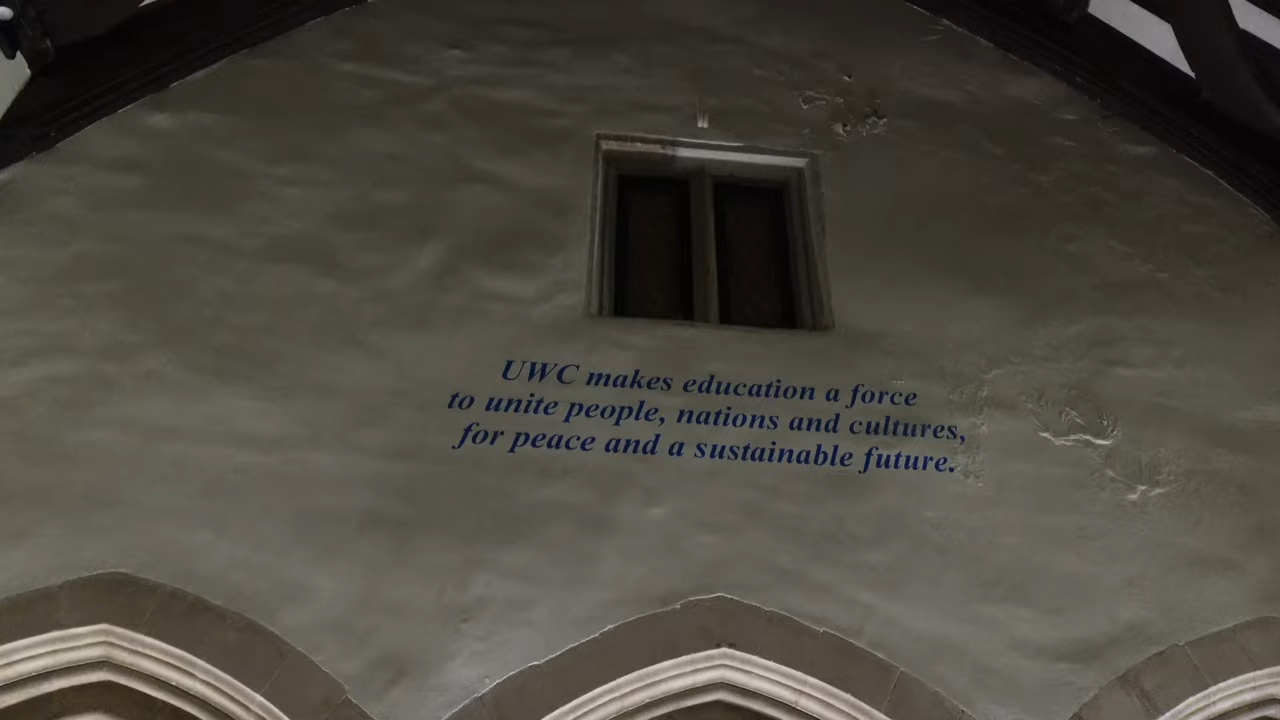 UWC makes education a force
to unite people, nations and cultures,
for peace and a sustainable future.